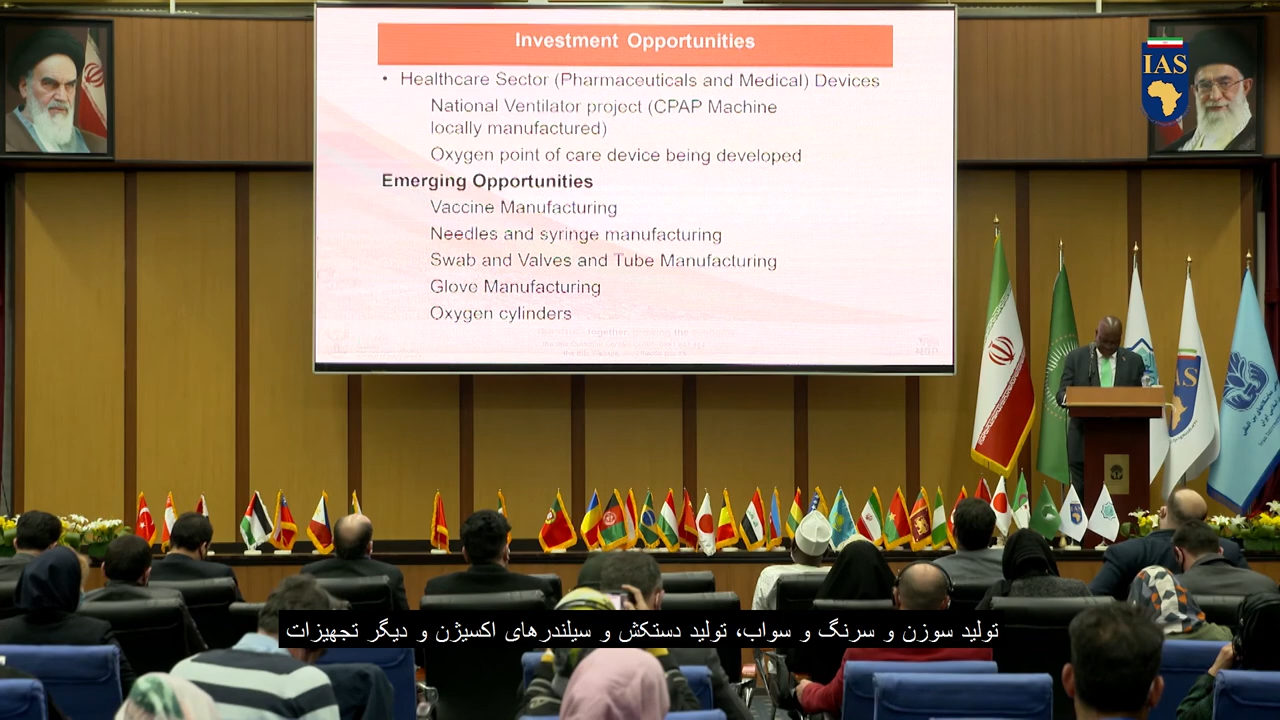 Investment Opportunities
• Healthcare Sector (Pharmaceuticals and Medical) Devices
National Ventilator project (CPAP Machine
locally manufactured)
Oxygen point of care device being developed
Emerging Opportunities
Vaccine Manufacturing
Needles and syringe manufacturing
Swab and Valves and Tube Manufacturing
Glove Manufacturing
Oxygen cylinders
IAS
IAS
تولید سوزن و سرنگ و سواب، تولید دستکش و سیلندرهای اکسیژن و دیگر تجهیزات